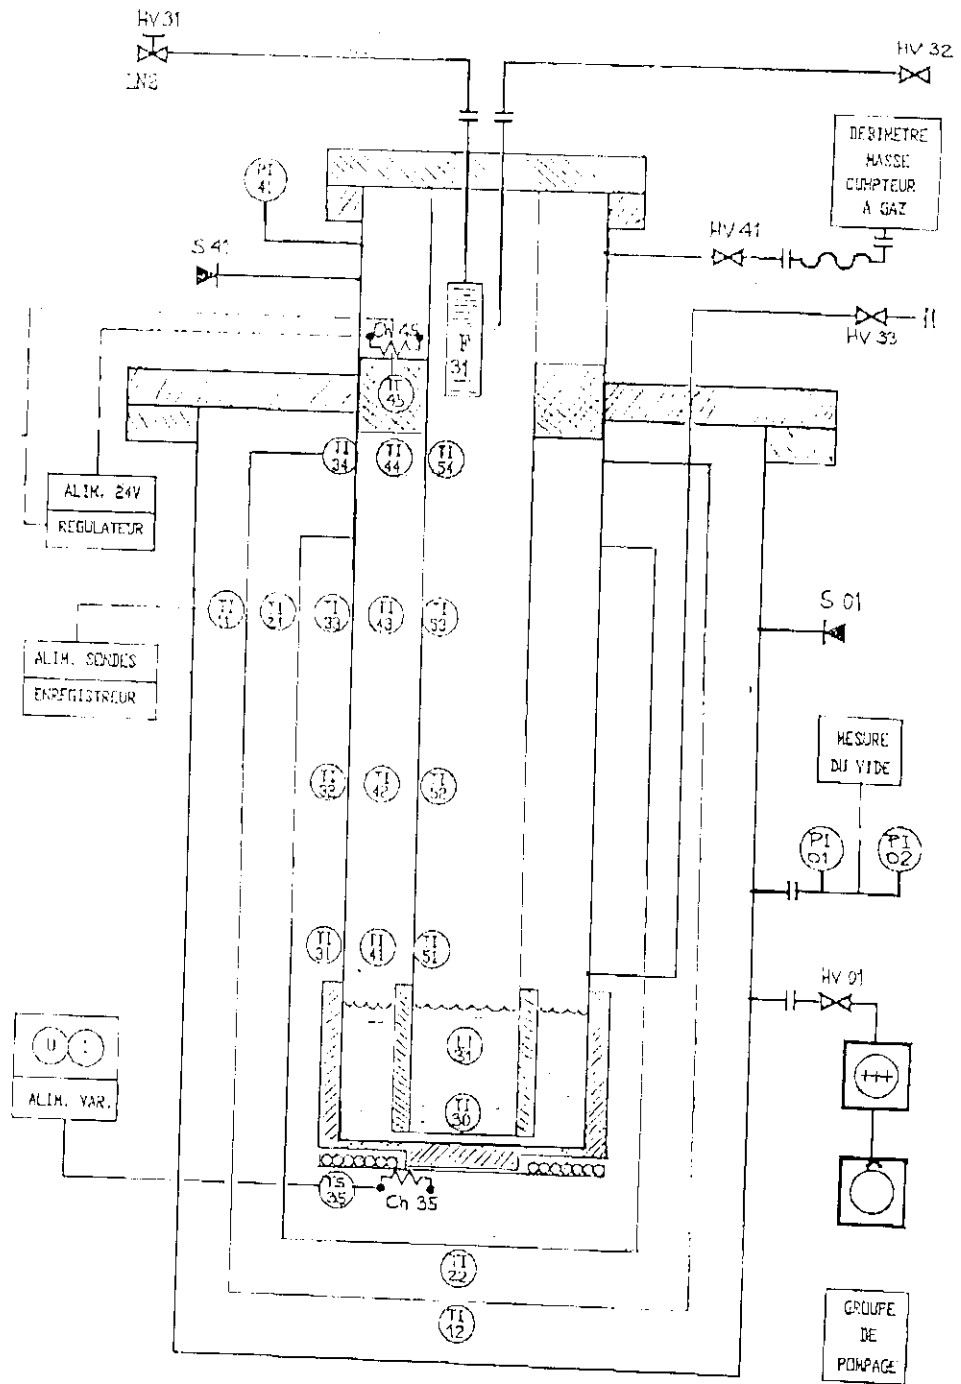 HV 31
HV 32
LN2
DEBIMETRE
MASSE
COMPTEUR
A GAZ
PI
41
HV 41
S 41
Ch 45
F
31
HV 33
TI
45
TI
34
TI
44
TI
54
ALIM. 24V
REGULATEUR
TI
11
TI
21
TI
33
TI
43
TI
53
S 01
ALIM. SONDES
ENREGISTREUR
MESURE
DU VIDE
TI
32
TI
42
TI
52
PI
01
PI
02
TI
31
TI
41
TI
51
HV 01
U
I
LI
31
ALIM. VAR.
TI
30
TS
35
Ch 35
TI
22
TI
12
GROUPE
DE
POMPAGE